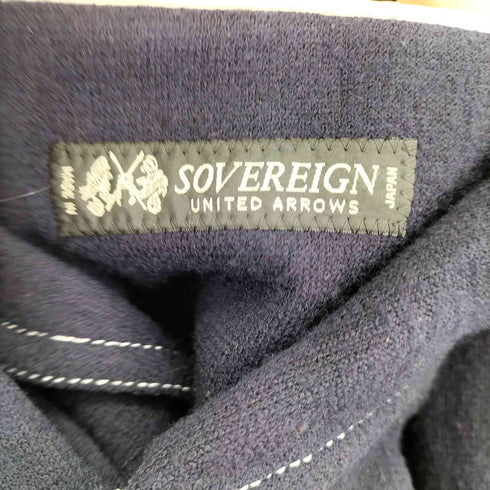 MADE IN
SOVEREIGN
UNITED ARROWS
JAPAN